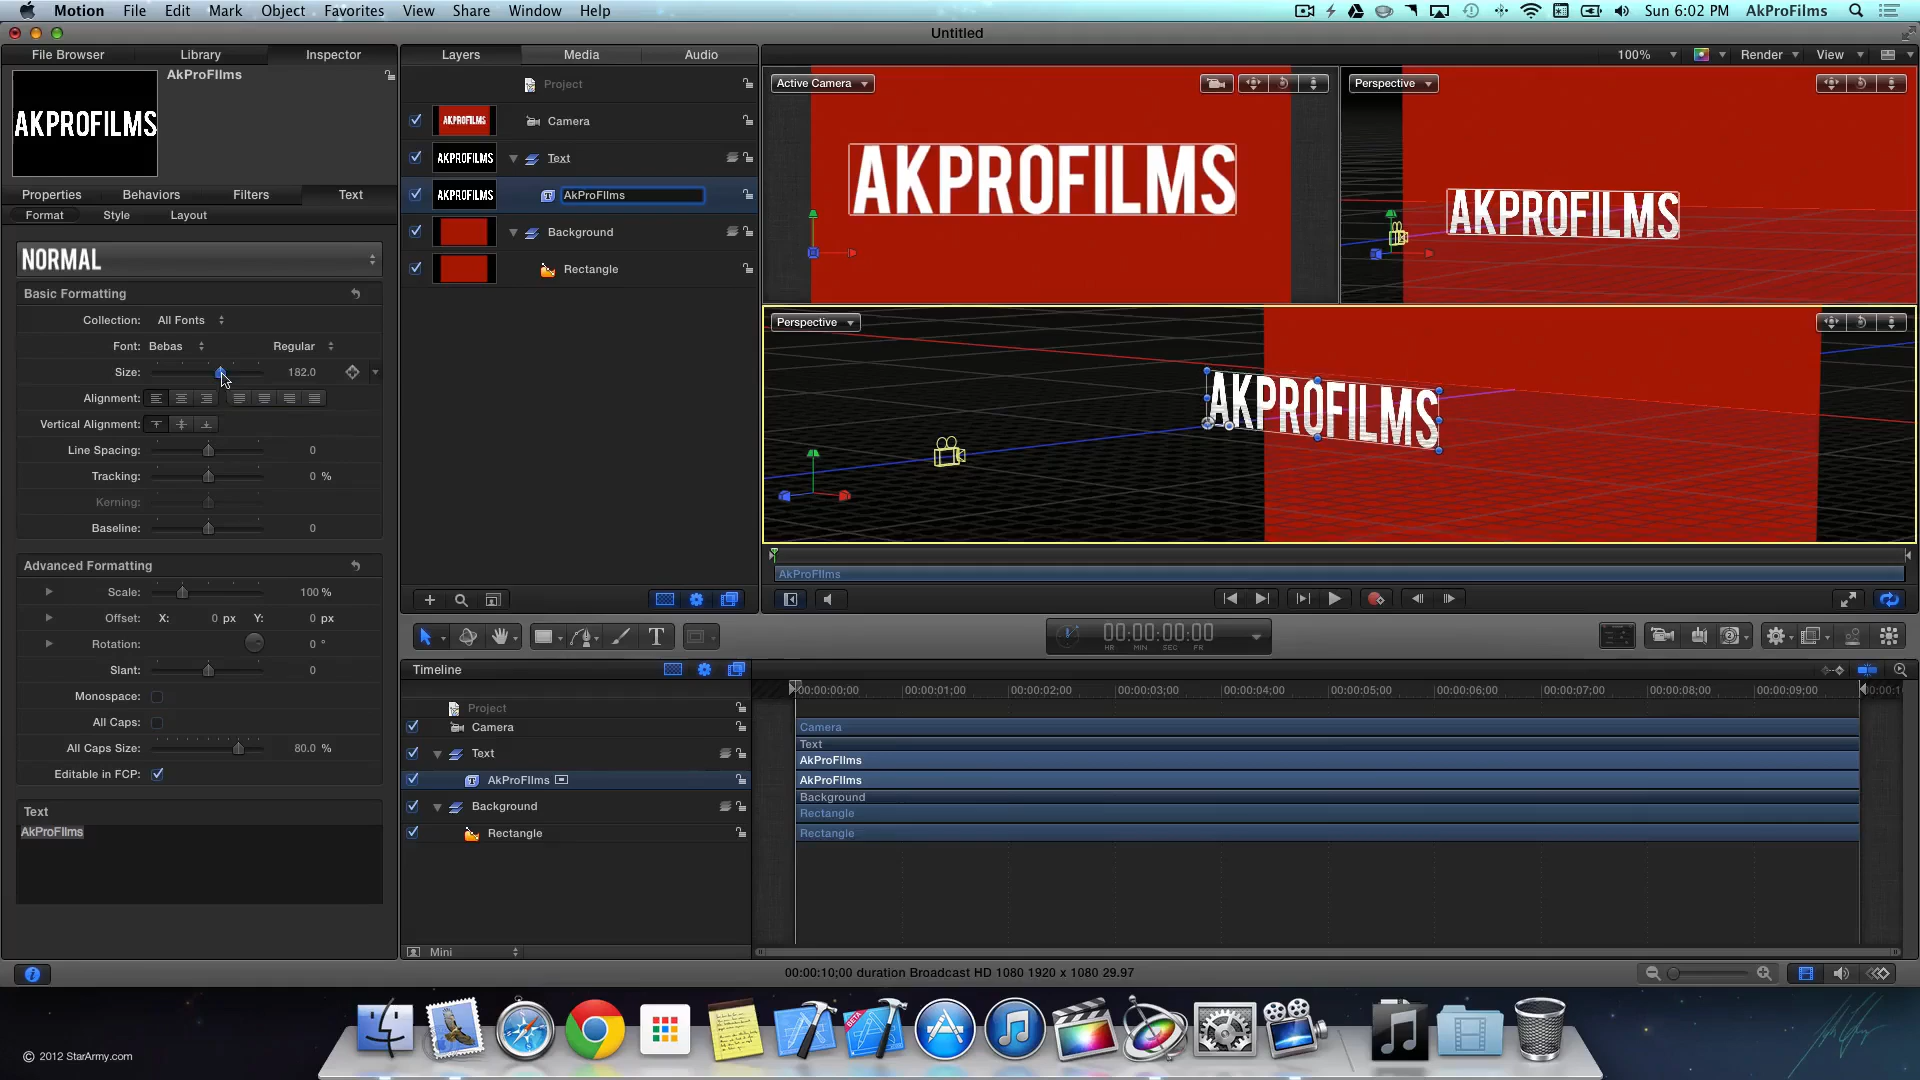 Motion File Edit Mark Object Favorites View Share Window Help Sun 6:02 PM AkProFilms
Untitled
File Browser Library Inspector
AkProFIlms
AKPROFILMS
Properties Behaviors Filters Text
Format Style Layout
NORMAL
Basic Formatting
Collection: All Fonts
Font: Bebas Regular
Size: 182.0
Alignment:
Vertical Alignment:
Line Spacing: 0
Tracking: 0 %
Kerning:
Baseline: 0
Advanced Formatting
Scale: 100 %
Offset: X: 0 px Y: 0 px
Rotation: 0 °
Slant: 0
Monospace:
All Caps:
All Caps Size: 80.0 %
Editable in FCP:
Text
AkProFIlms
Layers Media Audio
Project
AKPROFILMS Camera
AKPROFILMS Text
AKPROFILMS AkProFIlms
Background
Rectangle
100% Render View
Active Camera
AKPROFILMS
Perspective
AKPROFILMS
Perspective
AKPROFILMS
AkProFIlms
00:00:00:00
HR MIN SEC FR
Timeline
00:00:00;00 00:00:01;00 00:00:02;00 00:00:03;00 00:00:04;00 00:00:05;00 00:00:06;00 00:00:07;00 00:00:08;00 00:00:09;00
Project
Camera Camera
Text Text
AkProFIlms
AkProFIlms AkProFIlms
Background Background
Rectangle
Rectangle Rectangle
Mini
00:00:10;00 duration Broadcast HD 1080 1920 x 1080 29.97
BETA
© 2012 StarArmy.com